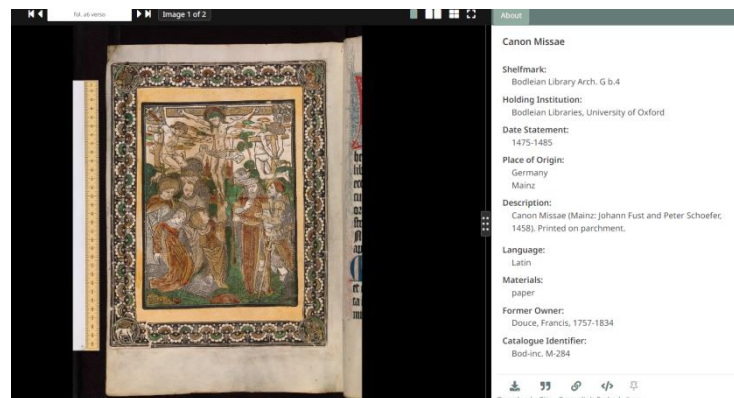 fol. a6 verso
Image 1 of 2
About
Canon Missae
Shelfmark:
Bodleian Library Arch. G b.4
Holding Institution:
Bodleian Libraries, University of Oxford
Date Statement:
1475-1485
Place of Origin:
Germany
Mainz
Description:
Canon Missae (Mainz: Johann Fust and Peter Schoefer,
1458). Printed on parchment.
Language:
Latin
Materials:
paper
Former Owner:
Douce, Francis, 1757-1834
Catalogue Identifier:
Bod-inc. M-284